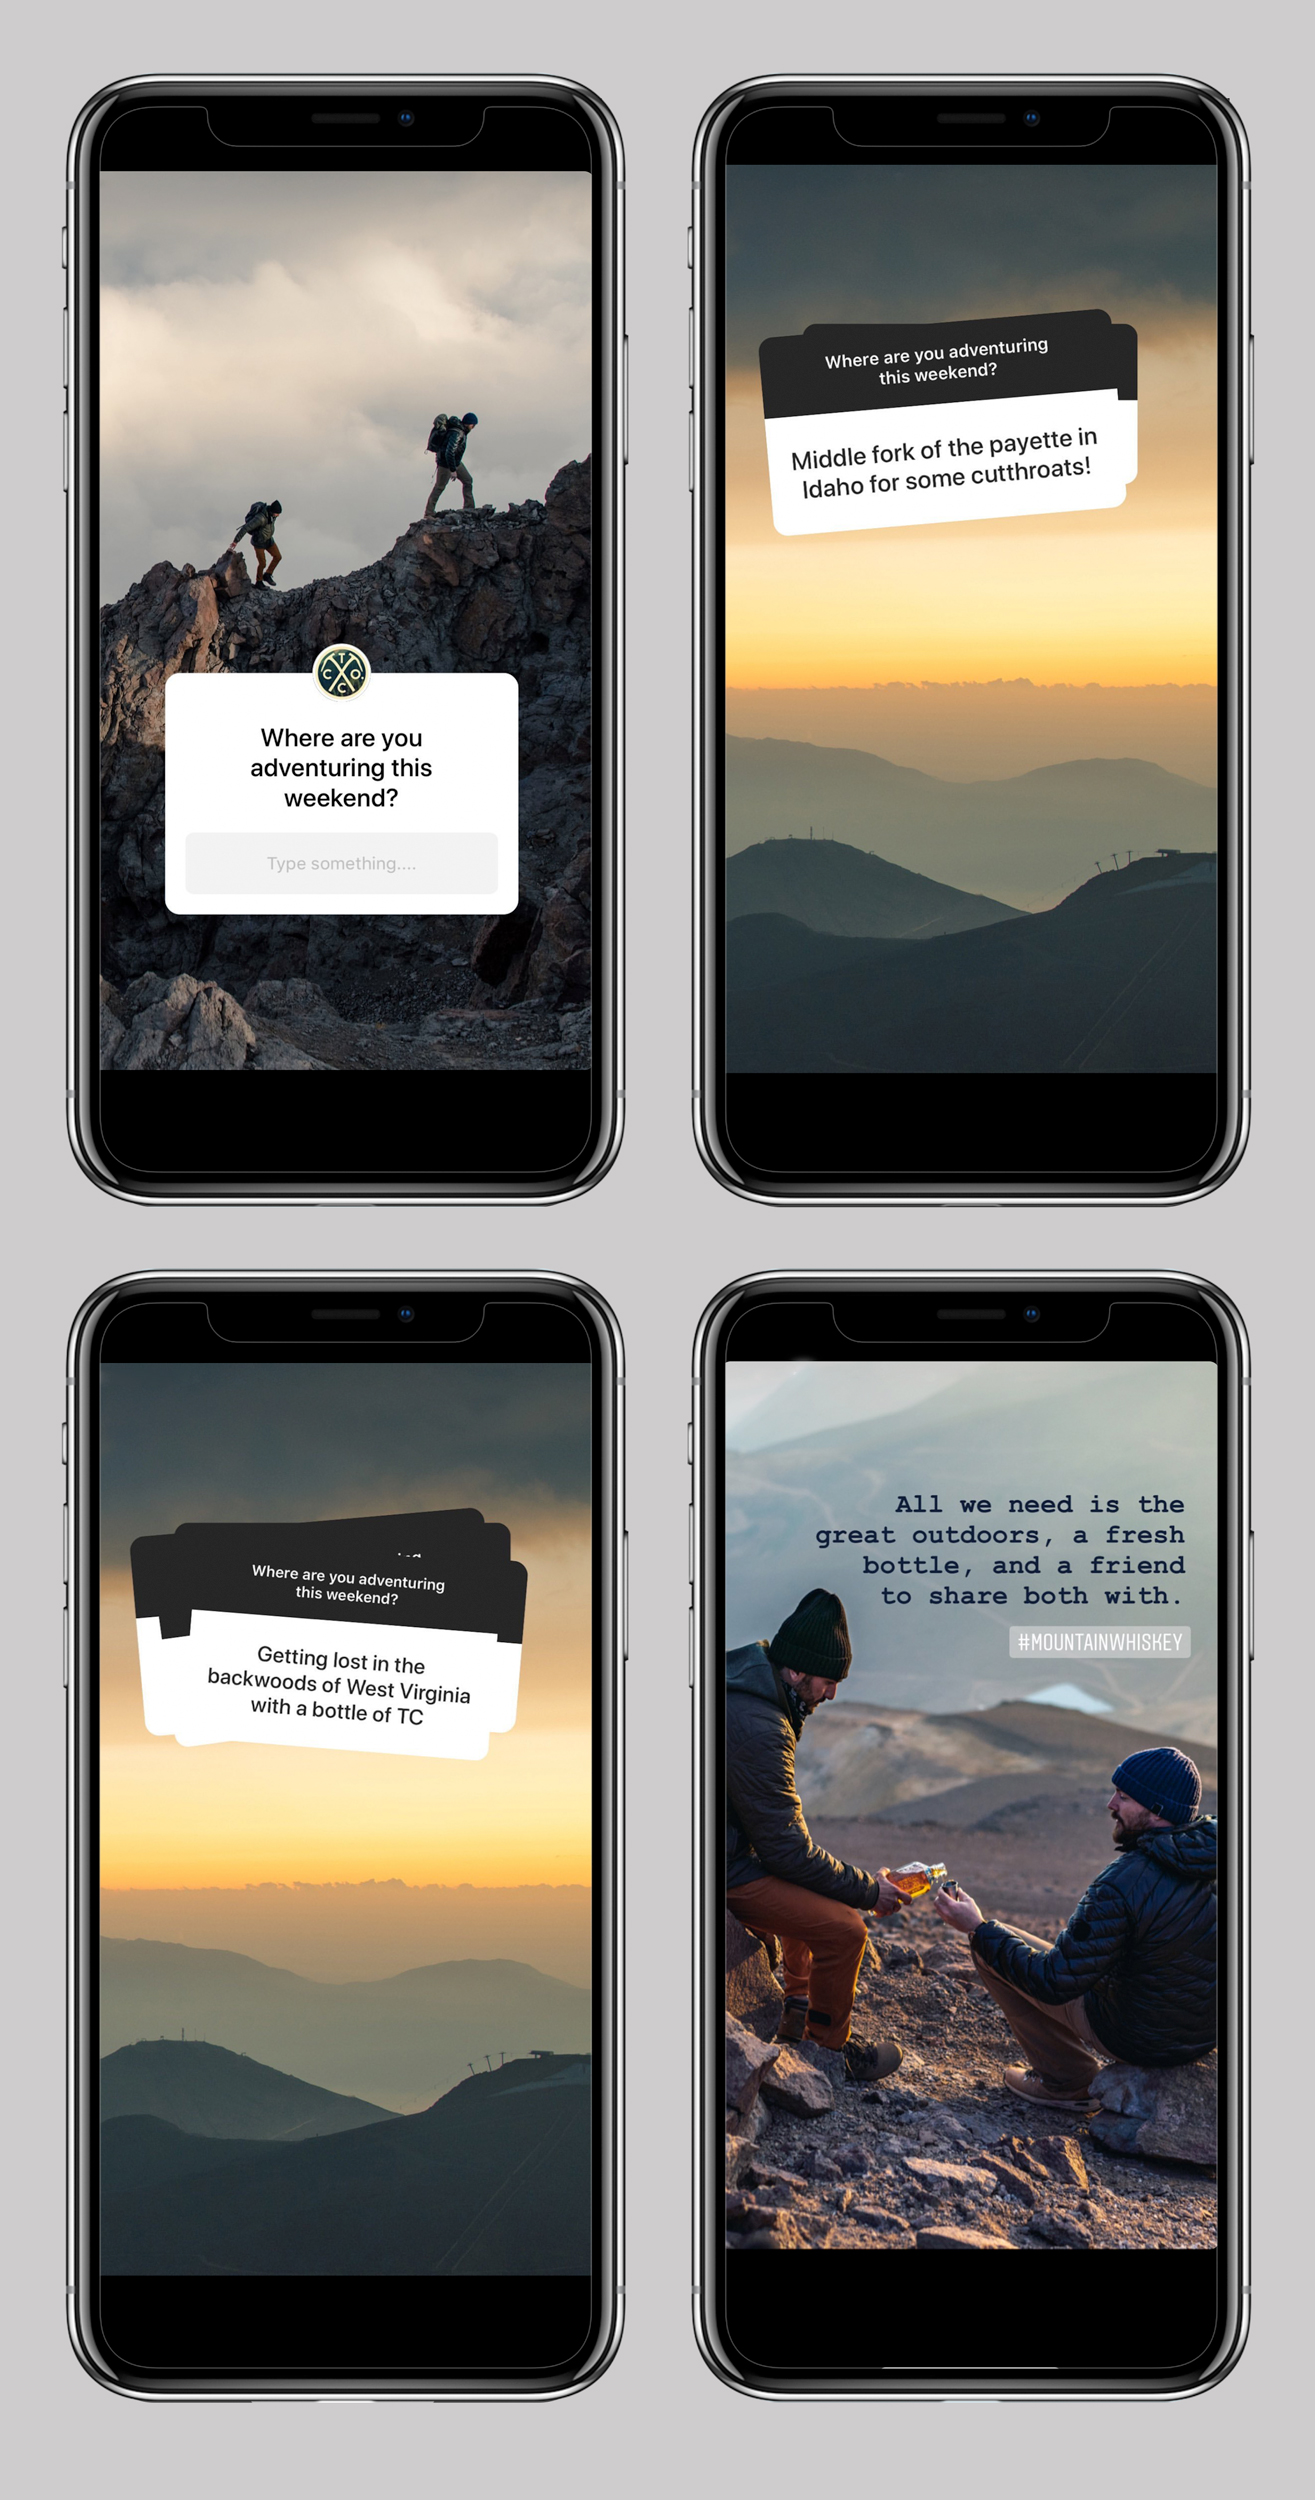 T
C O.
C
Where are you
adventuring this
weekend?
Type something....
Where are you adventuring
this weekend?
Middle fork of the payette in
Idaho for some cutthroats!
ing
Where are you adventuring
this weekend?
Getting lost in the
backwoods of West Virginia
with a bottle of TC
All we need is the
great outdoors, a fresh
bottle, and a friend
to share both with.
#MOUNTAINWHISKEY